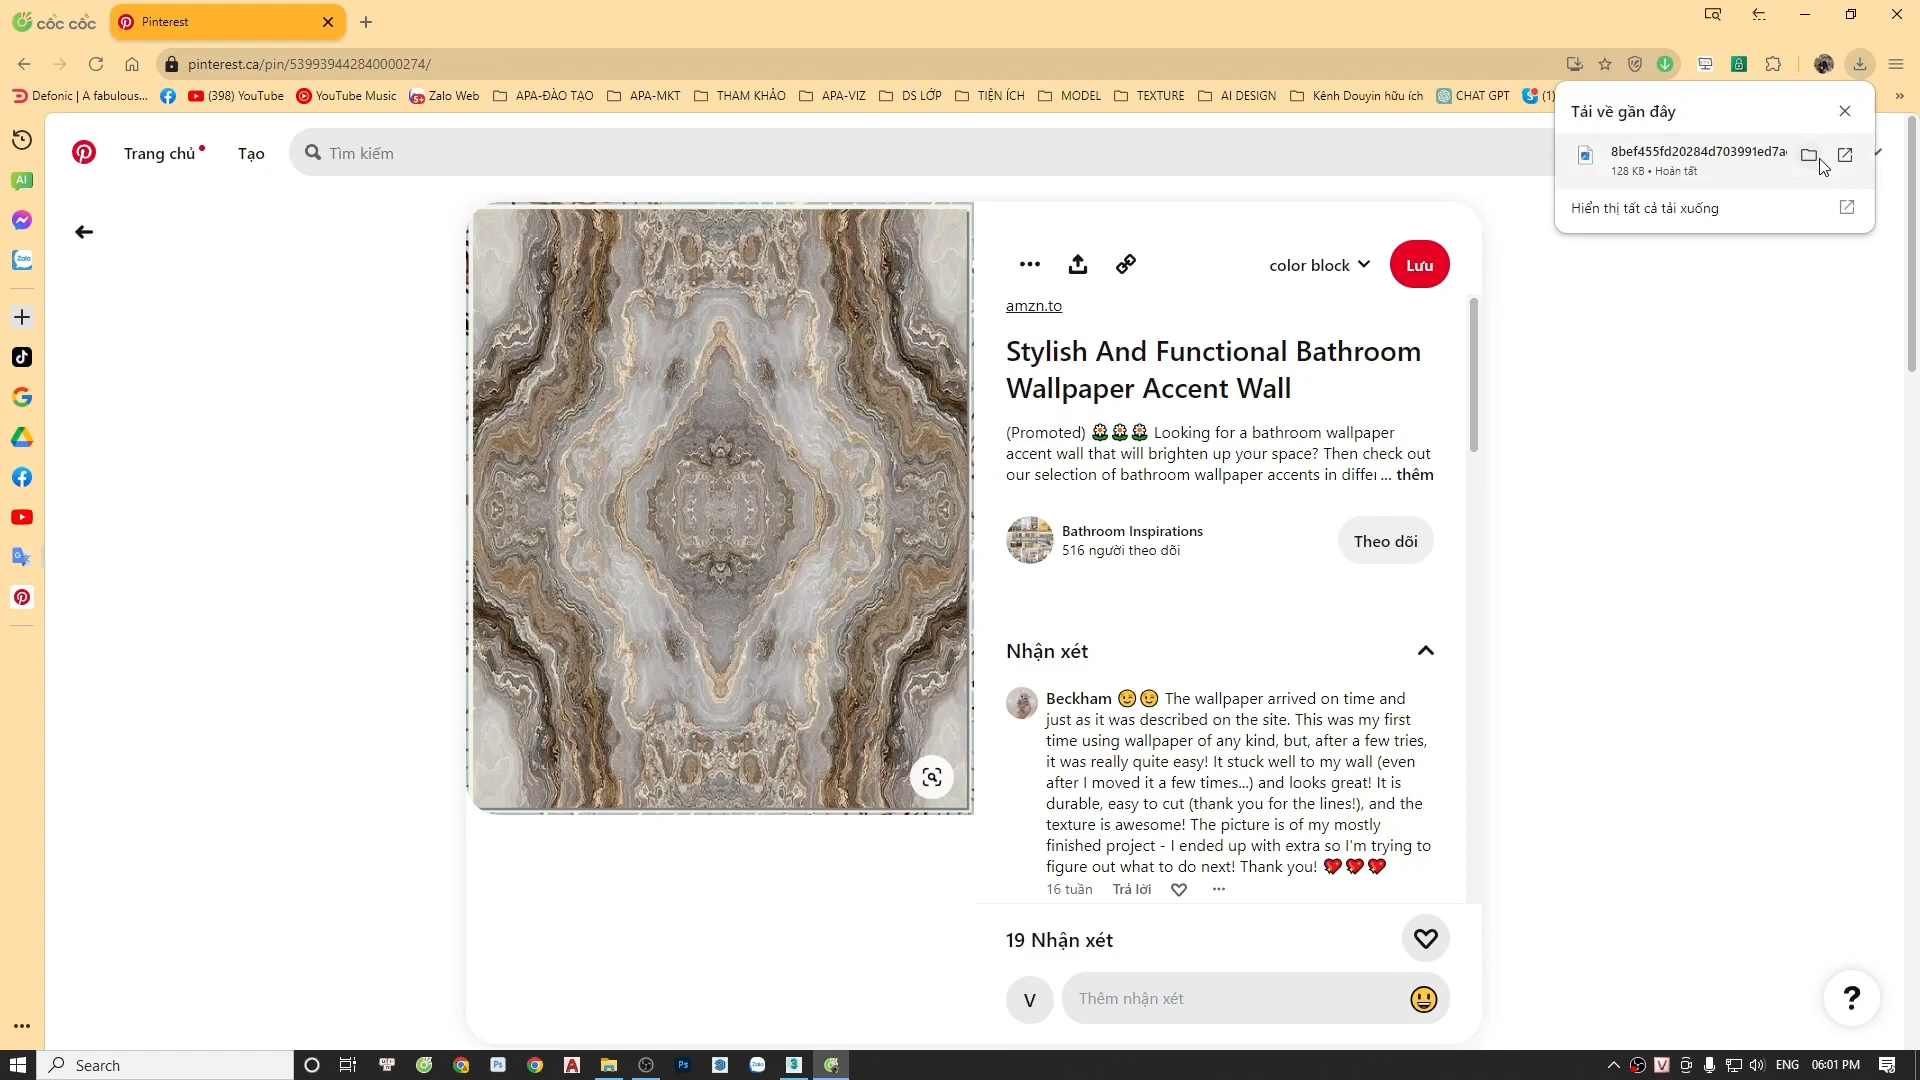 cốc cốc
Pinterest
pinterest.ca/pin/539939442840000274/
Defonic | A fabulous...
(398) YouTube
YouTube Music
Zalo Web
APA-ĐÀO TẠO
APA-MKT
THAM KHẢO
APA-VIZ
DS LỚP
TIỆN ÍCH
MODEL
TEXTURE
AI DESIGN
Kênh Douyin hữu ích
CHAT GPT
Tải về gần đây
128 KB • Hoàn tất
Hiển thị tất cả tải xuống
Trang chủ
Tạo
Tìm kiếm
color block
Lưu
amzn.to
Stylish And Functional Bathroom
Wallpaper Accent Wall
(Promoted) 🌼🌼🌼 Looking for a bathroom wallpaper
accent wall that will brighten up your space? Then check out
our selection of bathroom wallpaper accents in differ... thêm
Bathroom Inspirations
516 người theo dõi
Theo dõi
Nhận xét
Beckham 😉😉 The wallpaper arrived on time and
just as it was described on the site. This was my first
time using wallpaper of any kind, but, after a few tries,
it was really quite easy! It stuck well to my wall (even
after I moved it a few times...) and looks great! It is
durable, easy to cut (thank you for the lines!), and the
texture is awesome! The picture is of my mostly
finished project - I ended up with extra so I'm trying to
figure out what to do next! Thank you! 💖💖💖
16 tuần
Trả lời
19 Nhận xét
V
Thêm nhận xét
?
Search
ENG
06:01 PM